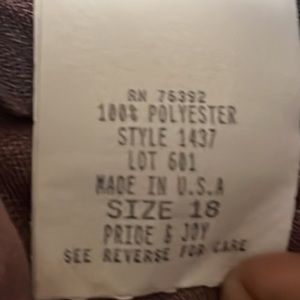 RN 76392
100% POLYESTER
STYLE 1437
LOT 601
MADE IN U.S.A
SIZE 18
PRIDE & JOY
SEE REVERSE FOR CARE